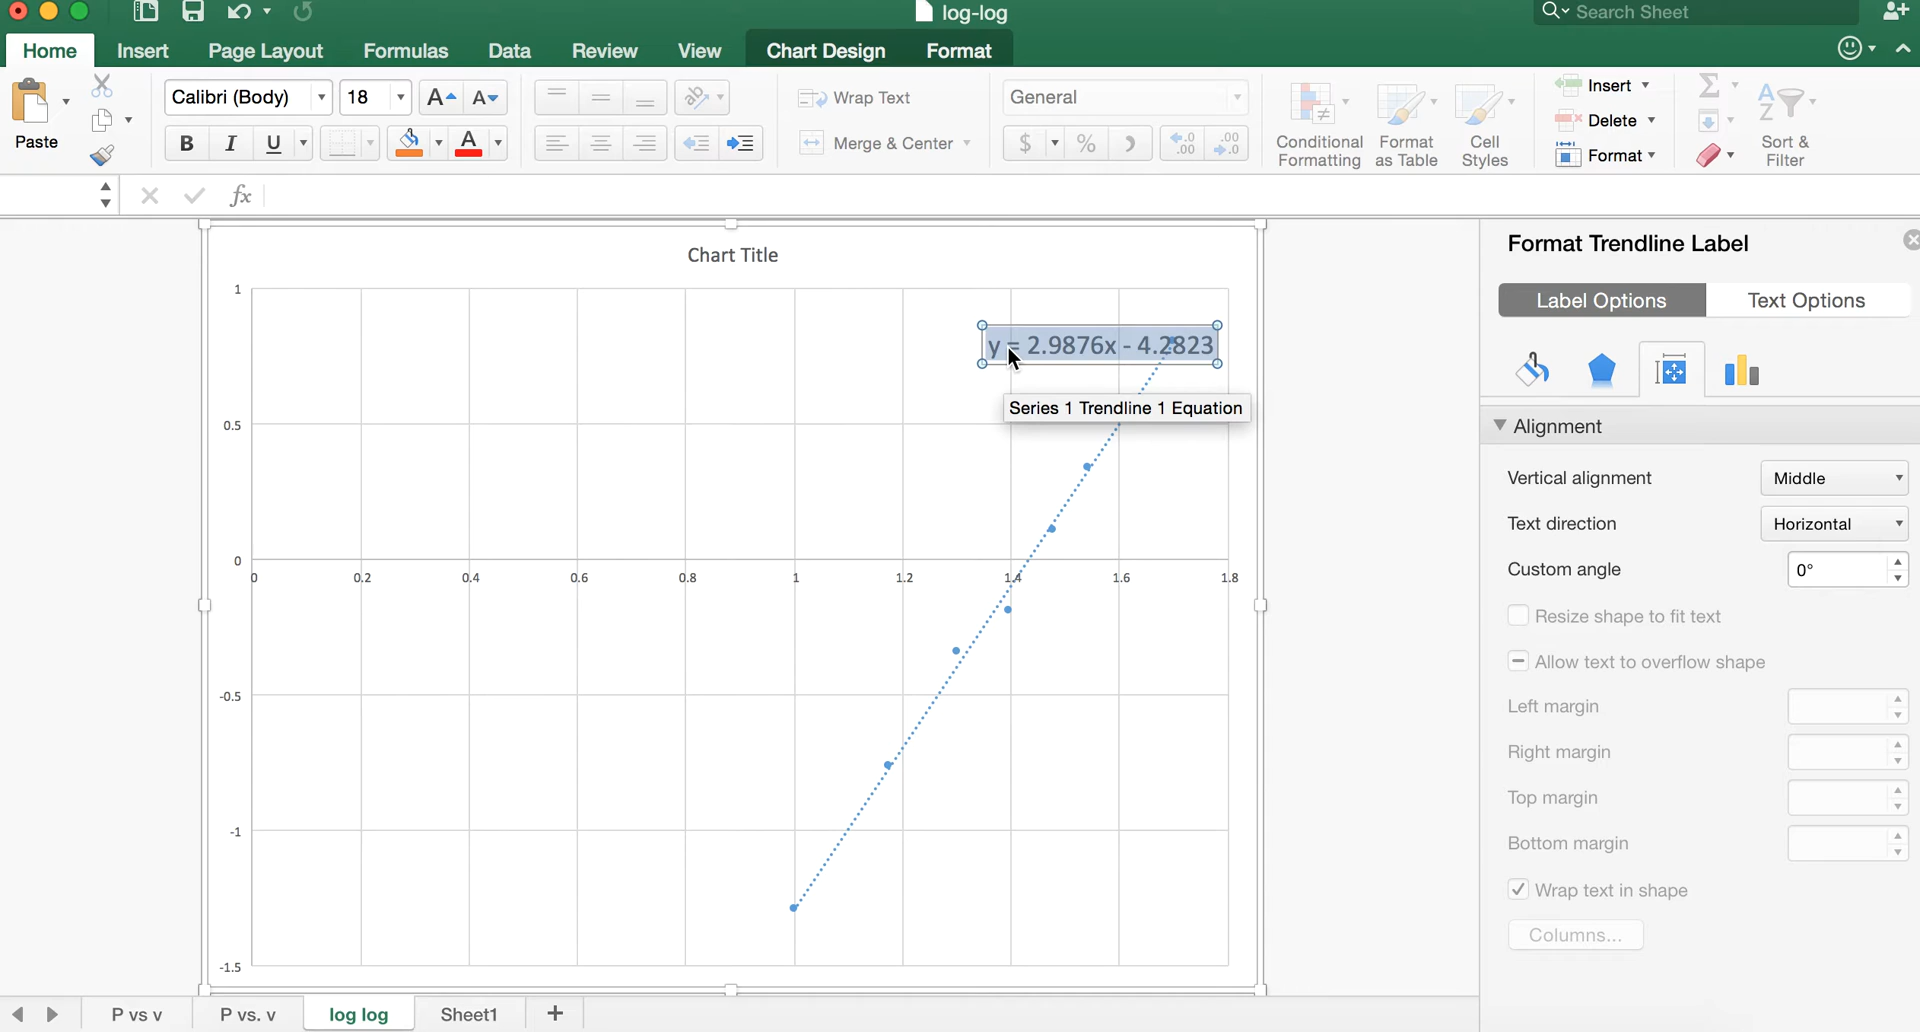 log-log
Search Sheet
Home Insert Page Layout Formulas Data Review View Chart Design Format
Paste
Calibri (Body) 18 A A
B I U A
ab
Wrap Text
Merge & Center
General
$ % )
.0 .00
.00 .0
Conditional Formatting
Format as Table
Cell Styles
Insert
Delete
Format
Σ
A Z
Sort & Filter
fx
Chart Title
y = 2.9876x - 4.2823
Series 1 Trendline 1 Equation
1
0.5
0
-0.5
-1
-1.5
0 0.2 0.4 0.6 0.8 1 1.2 1.4 1.6 1.8
Format Trendline Label
Label Options Text Options
Alignment
Vertical alignment Middle
Text direction Horizontal
Custom angle 0°
Resize shape to fit text
Allow text to overflow shape
Left margin
Right margin
Top margin
Bottom margin
Wrap text in shape
Columns...
P vs v P vs. v log log Sheet1 +